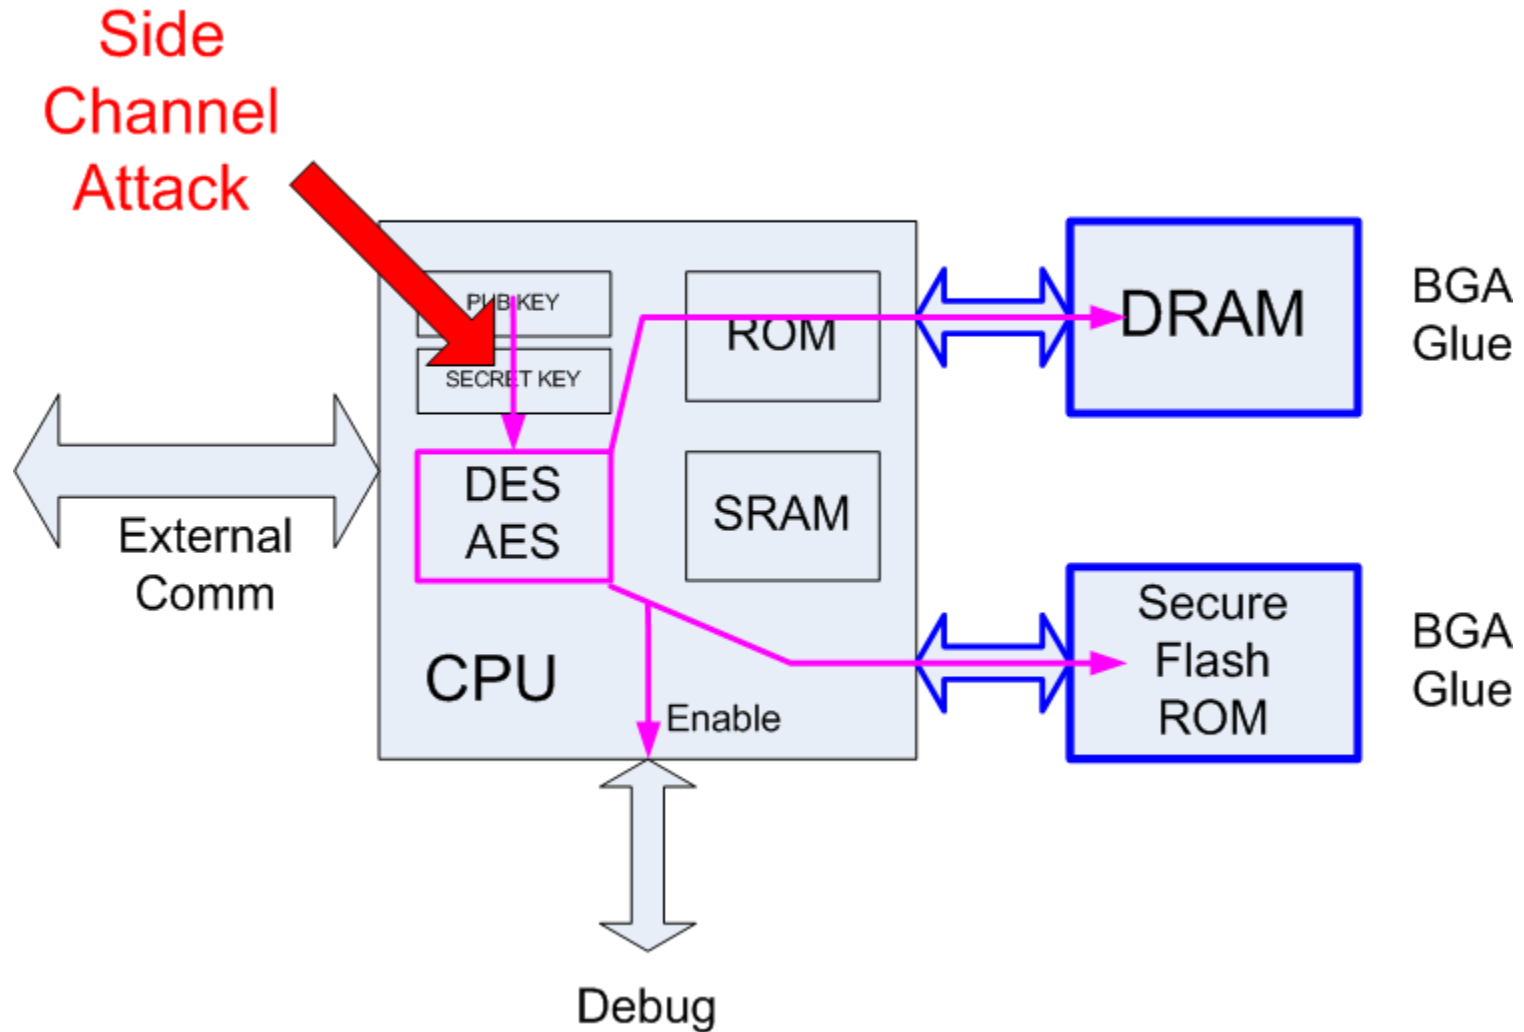 Side
Channel
Attack
PUB KEY
SECRET KEY
ROM
DRAM
BGA
Glue
DES
AES
SRAM
External
Comm
CPU
Enable
Secure
Flash
ROM
BGA
Glue
Debug